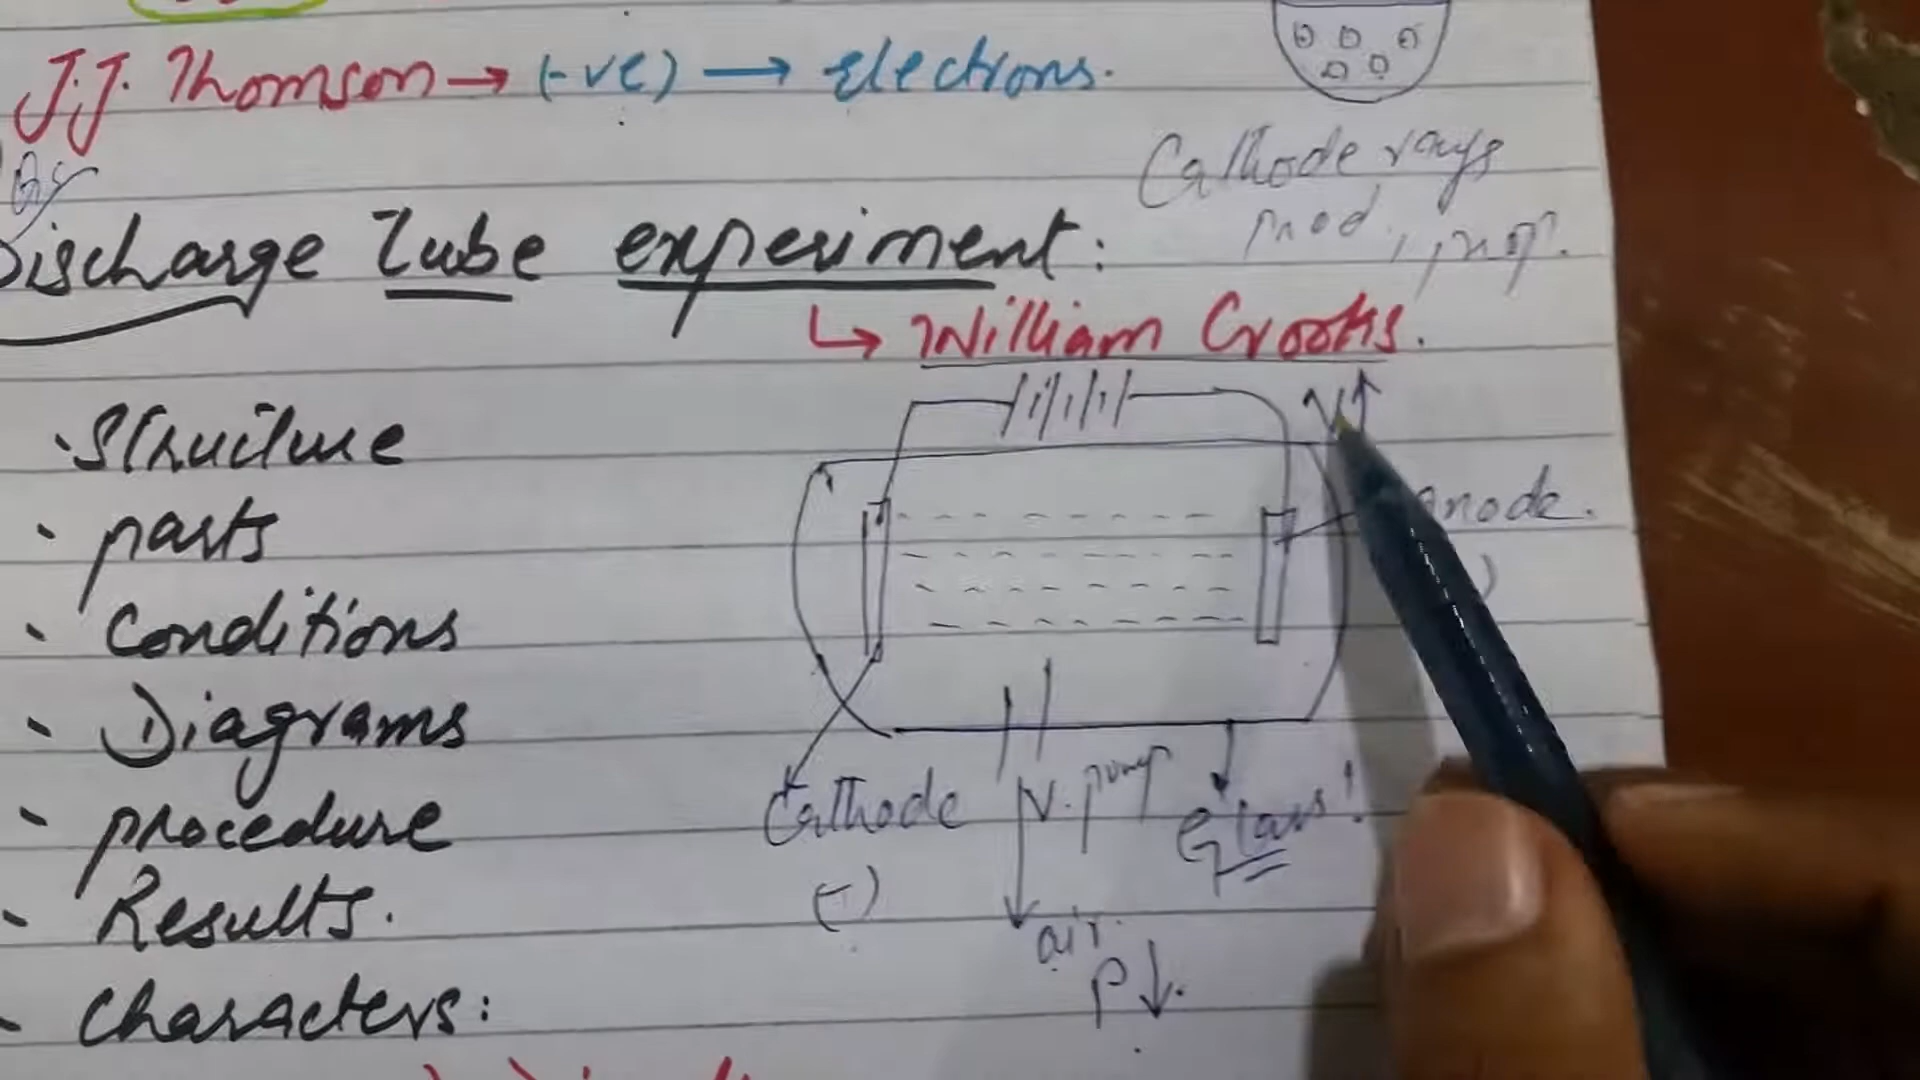 J.J. Thomson → (-ve) → Electrons.
By
Cathode rays
prod., prop.
Discharge Tube experiment:
↳ William Crooks.
V↑
• Structure
anode.
• parts
• Conditions
• Diagrams
V. pump
Cathode
Glass!
• procedure
(-)
• Results.
air.
P↓.
• Characters: